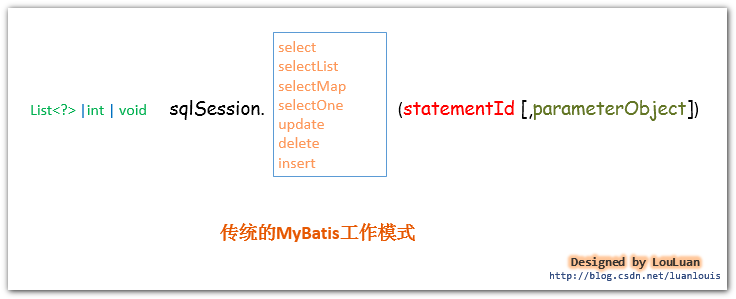 select
selectList
selectMap
List<?> |int | void sqlSession. selectOne (statementId [,parameterObject])
update
delete
insert
传统的MyBatis工作模式
Designed by LouLuan
http://blog.csdn.net/luanlouis